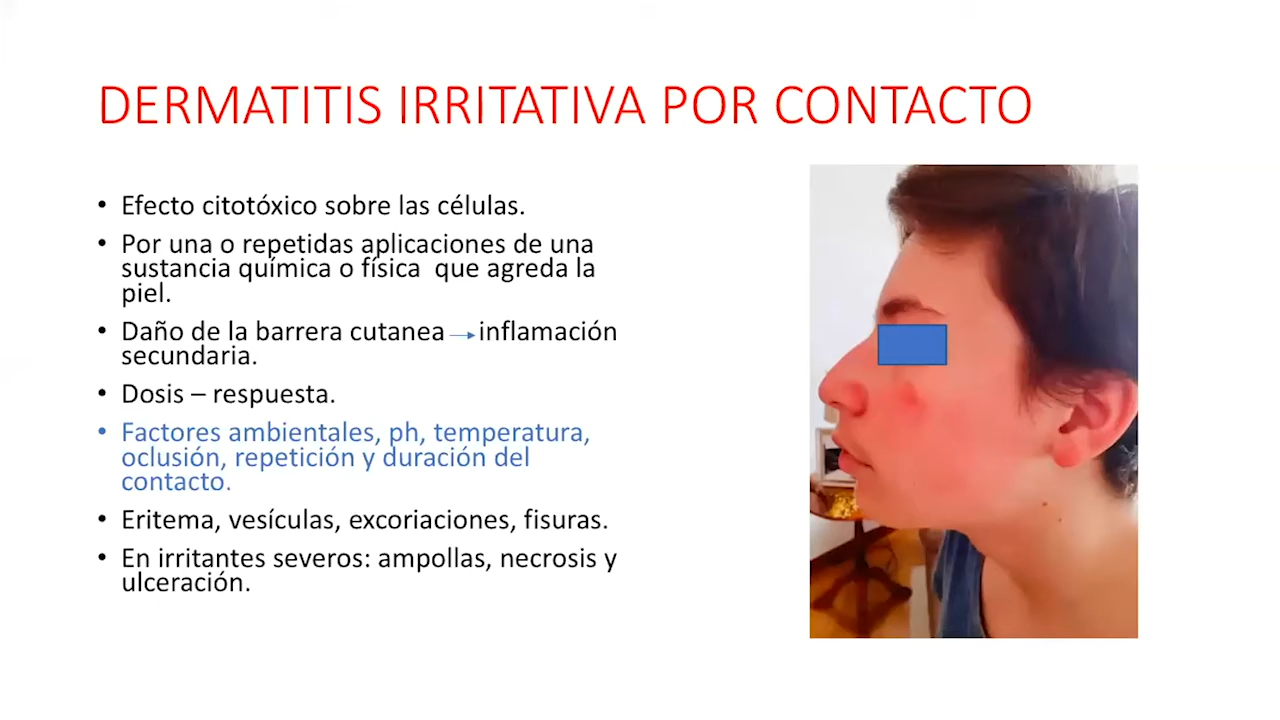 DERMATITIS IRRITATIVA POR CONTACTO
• Efecto citotóxico sobre las células.
• Por una o repetidas aplicaciones de una
sustancia química o física  que agreda la
piel.
• Daño de la barrera cutanea → inflamación
secundaria.
• Dosis – respuesta.
• Factores ambientales, ph, temperatura,
oclusión, repetición y duración del
contacto.
• Eritema, vesículas, excoriaciones, fisuras.
• En irritantes severos: ampollas, necrosis y
ulceración.